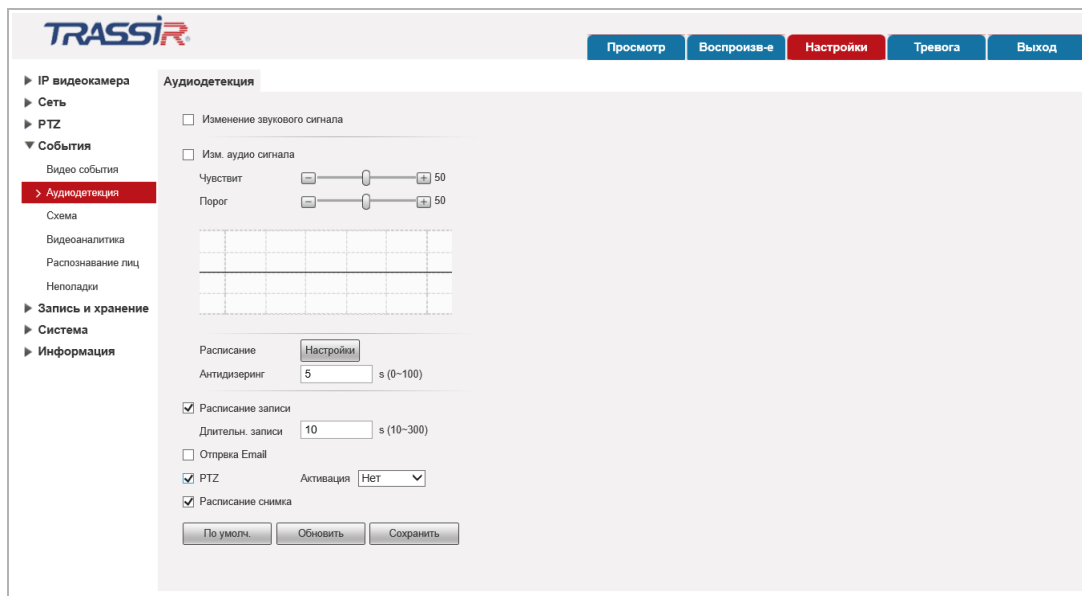 TRASSIR
Просмотр
Воспроизв-е
Настройки
Тревога
Выход
IP видеокамера
Сеть
PTZ
События
Видео события
Аудиодетекция
Схема
Видеоаналитика
Распознавание лиц
Неполадки
Запись и хранение
Система
Информация
Аудиодетекция
Изменение звукового сигнала
Изм. аудио сигнала
Чувствит 50
Порог 50
Расписание Настройки
Антидизеринг 5 s (0~100)
Расписание записи
Длительн. записи 10 s (10~300)
Отпрвка Email
PTZ Активация Нет
Расписание снимка
По умолч. Обновить Сохранить